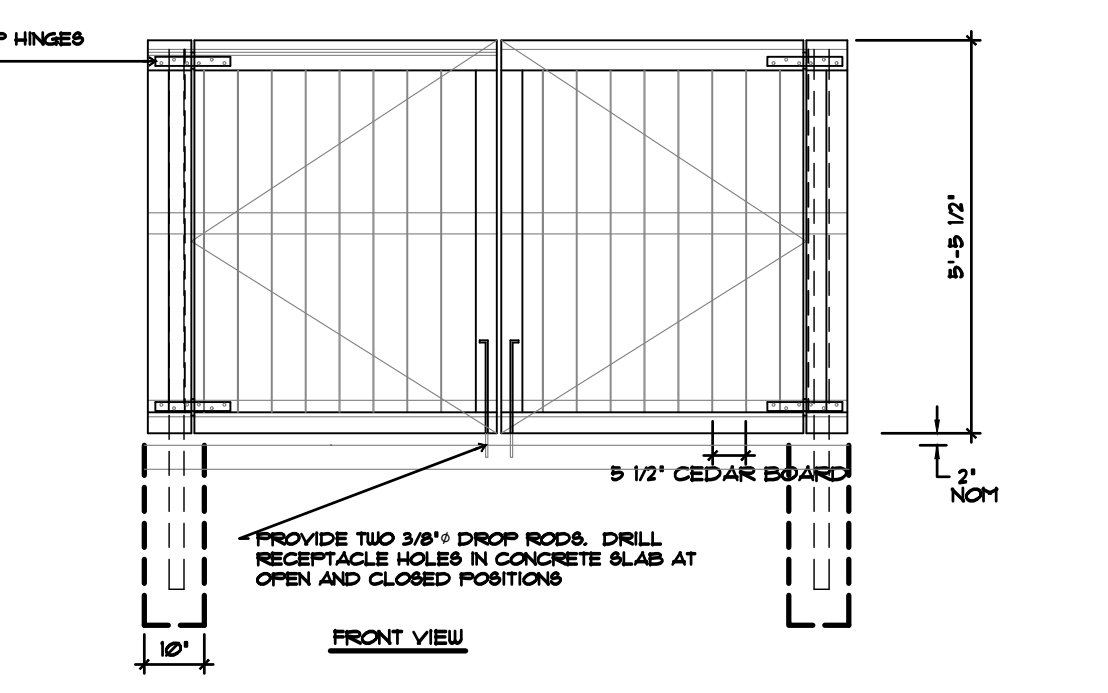 P HINGES
5'-5 1/2"
5 1/2" CEDAR BOARD
2"
NOM
PROVIDE TWO 3/8"⌀ DROP RODS. DRILL
RECEPTACLE HOLES IN CONCRETE SLAB AT
OPEN AND CLOSED POSITIONS
FRONT VIEW
10"